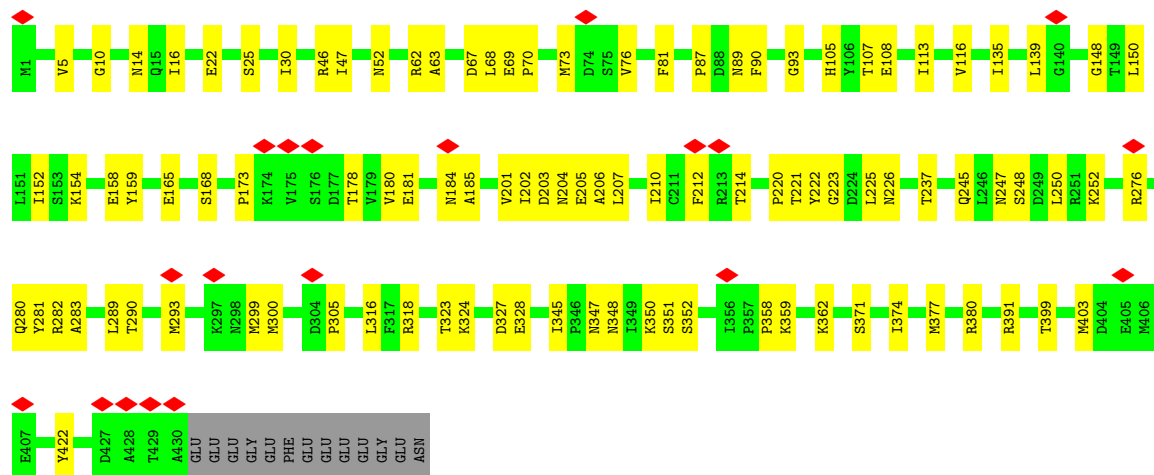 M1 V5 G10 N14 Q15 I16 E22 S25 I30 R46 I47 N52 R62 A63 D67 L68 E69 P70 M73 D74 S75 V76 F81 P87 D88 N89 F90 G93 H105 Y106 T107 E108 I113 V116 I135 L139 G140 G148 T149 L150
L151 I152 S153 K154 E158 Y159 E165 S168 P173 K174 V175 S176 D177 T178 V179 V180 E181 N184 A185 V201 I202 D203 N204 E205 A206 L207 I210 C211 F212 R213 T214 P220 T221 Y222 G223 D224 L225 N226 T237 Q245 L246 N247 S248 D249 L250 R251 K252 R276
Q280 Y281 R282 A283 L289 T290 M293 K297 N298 M299 M300 D304 P305 L316 F317 R318 T323 K324 D327 E328 I345 P346 N347 N348 I349 K350 S351 S352 I356 P357 P358 K359 K362 S371 I374 M377 R380 R391 T399 M403 D404 E405 M406
E407 Y422 D427 A428 T429 A430 GLU GLU GLU GLY GLU PHE GLU GLU GLU GLU GLY GLU ASN